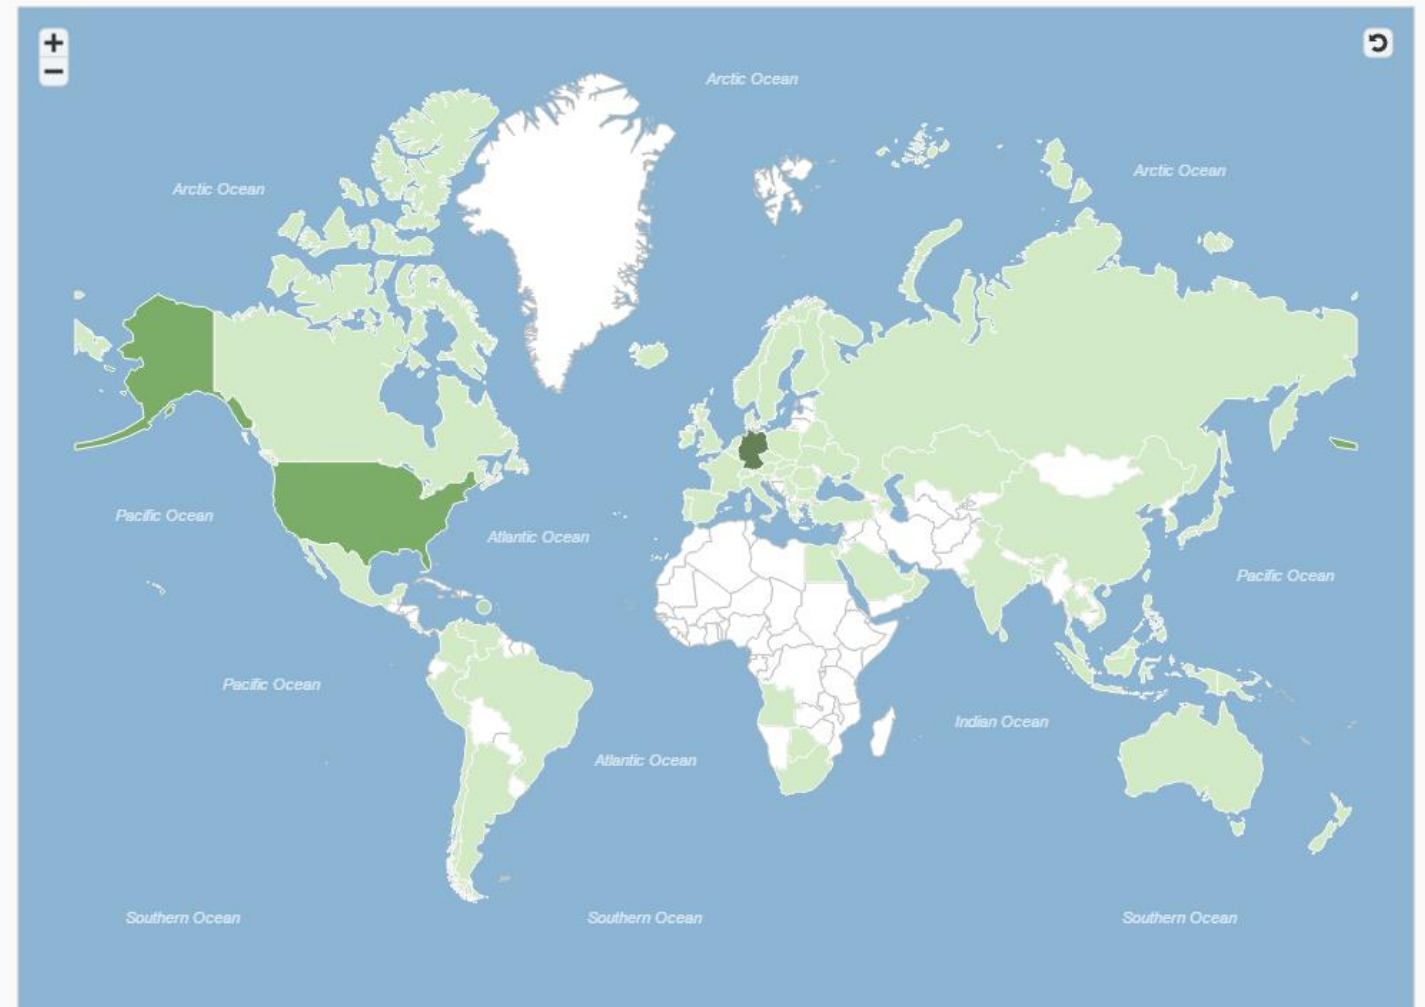 +
−
Arctic Ocean
Arctic Ocean
Arctic Ocean
Pacific Ocean
Atlantic Ocean
Pacific Ocean
Pacific Ocean
Indian Ocean
Atlantic Ocean
Southern Ocean
Southern Ocean
Southern Ocean